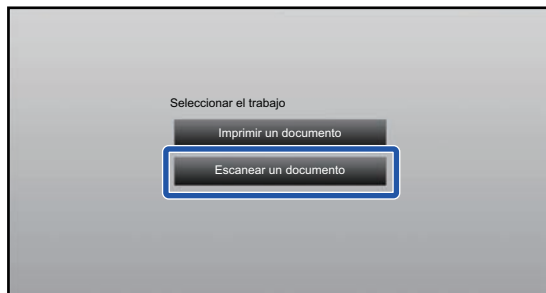 Seleccionar el trabajo
Imprimir un documento
Escanear un documento